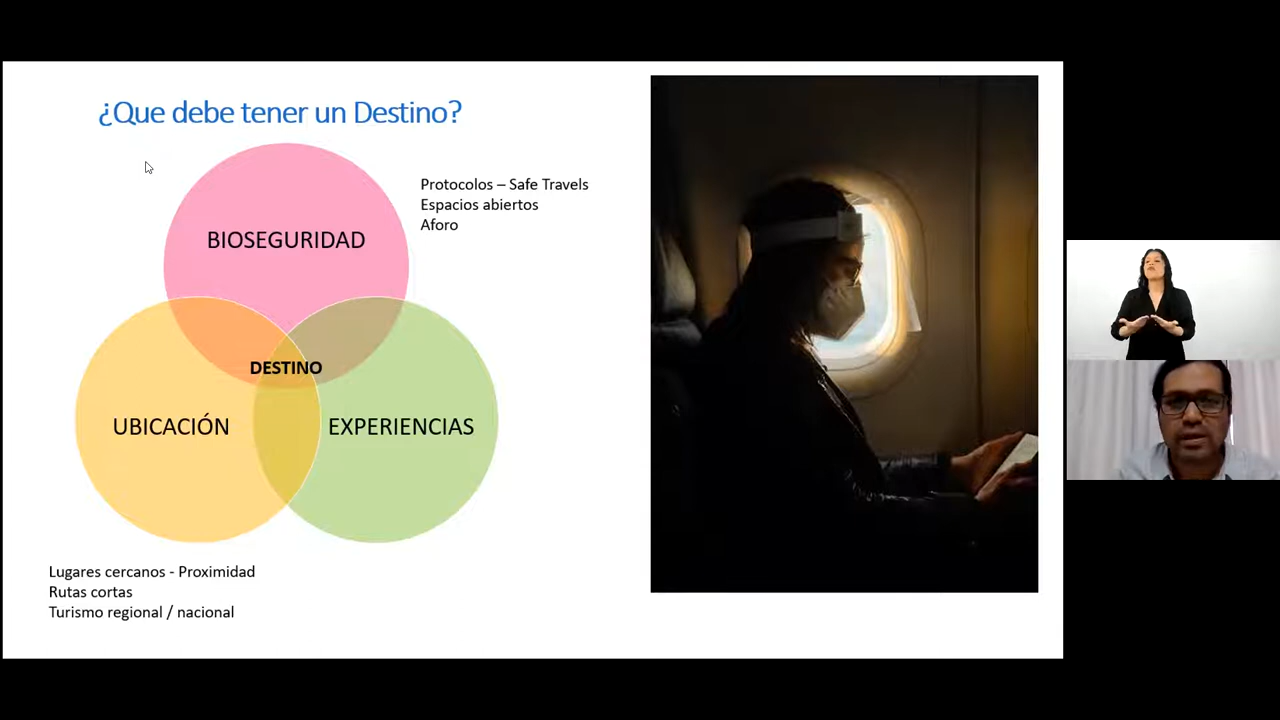 ¿Que debe tener un Destino?
Protocolos – Safe Travels
Espacios abiertos
Aforo
BIOSEGURIDAD
DESTINO
UBICACIÓN
EXPERIENCIAS
Lugares cercanos - Proximidad
Rutas cortas
Turismo regional / nacional